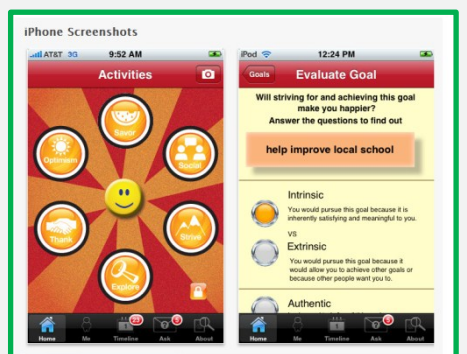 iPhone Screenshots
AT&T 3G 9:52 AM
Activities
Savor
Optimism
Social
Thank
Strive
Explore
Home Me Timeline 23 Ask 5 About
iPod 12:24 PM
Goals Evaluate Goal
Will striving for and achieving this goal
make you happier?
Answer the questions to find out
help improve local school
Intrinsic
You would pursue this goal because it is
inherently satisfying and meaningful to you.
VS
Extrinsic
You would pursue this goal because it
would allow you to achieve other goals or
because other people want you to.
Authentic
Home Me Timeline Ask About